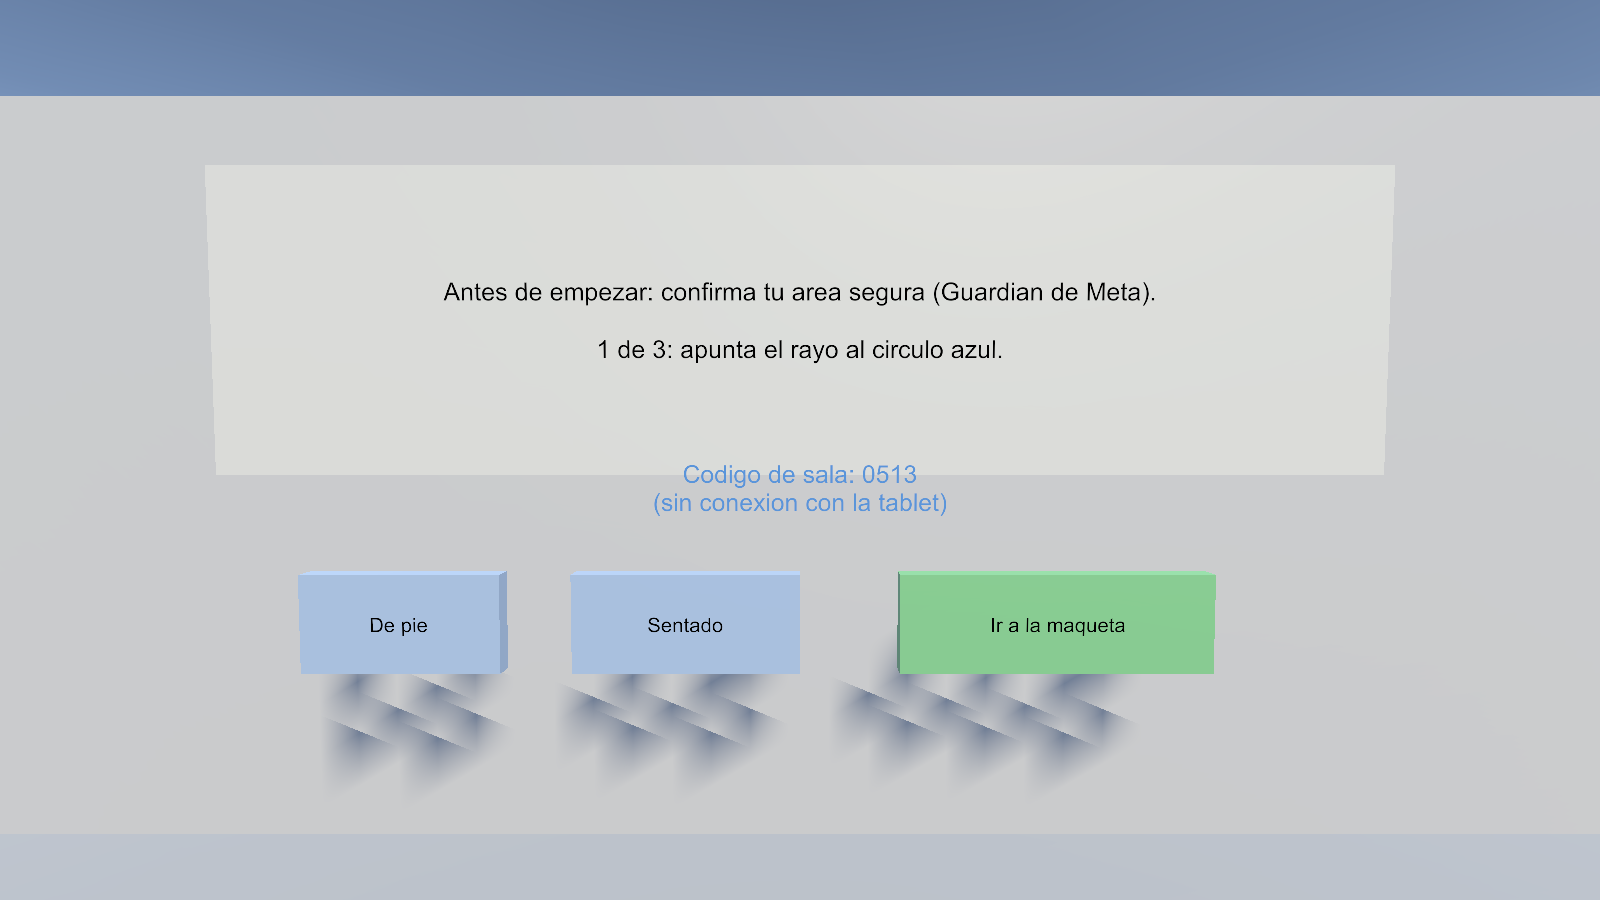 Antes de empezar: confirma tu area segura (Guardian de Meta).
1 de 3: apunta el rayo al circulo azul.
Codigo de sala: 0513
(sin conexion con la tablet)
De pie
Sentado
Ir a la maqueta